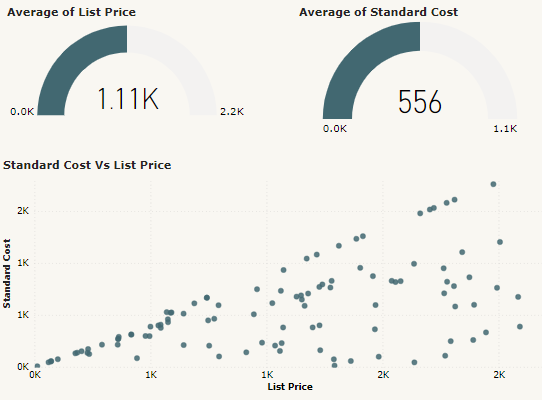 Average of List Price
Average of Standard Cost
1.11K
556
0.0K
2.2K
0.0K
1.1K
Standard Cost Vs List Price
2K
1K
1K
0K
Standard Cost
0K
1K
1K
2K
2K
List Price